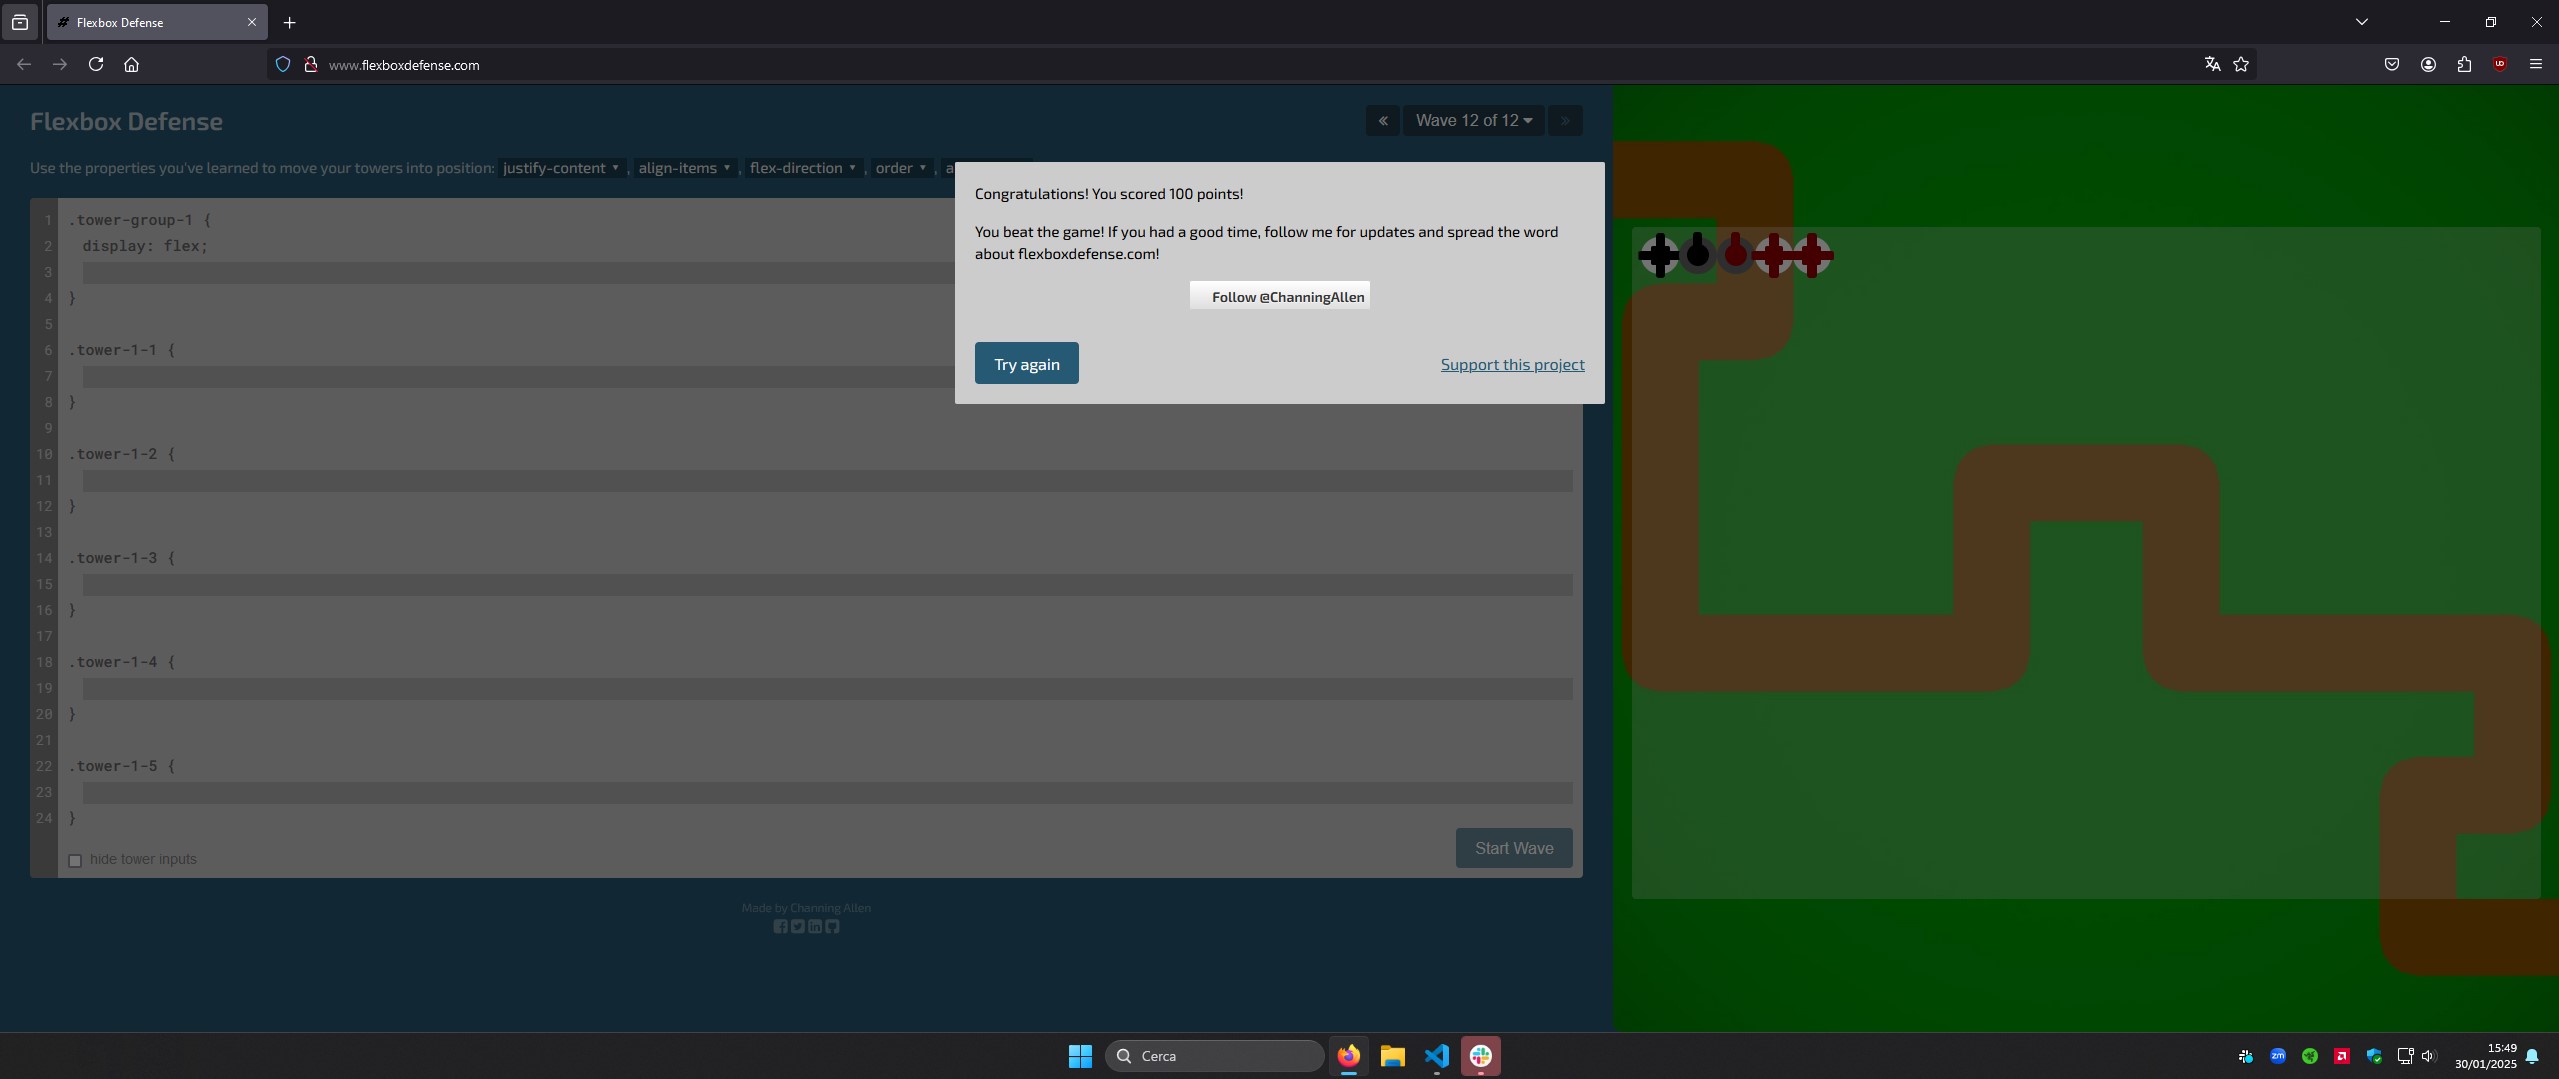 Flexbox Defense
www.flexboxdefense.com
Flexbox Defense
Wave 12 of 12
Use the properties you've learned to move your towers into position: justify-content ▾, align-items ▾, flex-direction ▾, order ▾, a
Congratulations! You scored 100 points!
You beat the game! If you had a good time, follow me for updates and spread the word
about flexboxdefense.com!
Follow @ChanningAllen
Try again
Support this project
1 .tower-group-1 {
2 display: flex;
3
4 }
5
6 .tower-1-1 {
7
8 }
9
10 .tower-1-2 {
11
12 }
13
14 .tower-1-3 {
15
16 }
17
18 .tower-1-4 {
19
20 }
21
22 .tower-1-5 {
23
24 }
hide tower inputs
Start Wave
Made by Channing Allen
Cerca
zm
15:49
30/01/2025